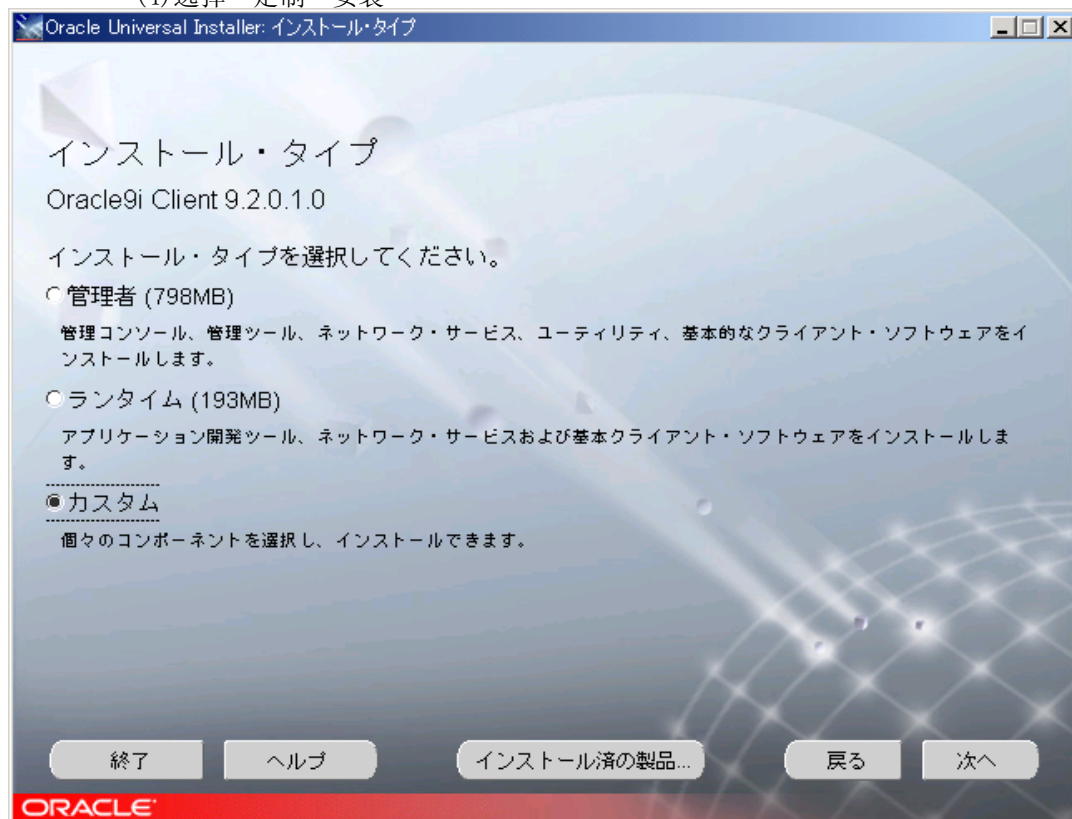 (4)选择 定制 安装
Oracle Universal Installer: インストール・タイプ
インストール・タイプ
Oracle9i Client 9.2.0.1.0
インストール・タイプを選択してください。
管理者 (798MB)
管理コンソール、管理ツール、ネットワーク・サービス、ユーティリティ、基本的なクライアント・ソフトウェアをイ
ンストールします。
ランタイム (193MB)
アプリケーション開発ツール、ネットワーク・サービスおよび基本クライアント・ソフトウェアをインストールしま
す。
カスタム
個々のコンポーネントを選択し、インストールできます。
終了 ヘルプ インストール済の製品... 戻る 次へ
ORACLE